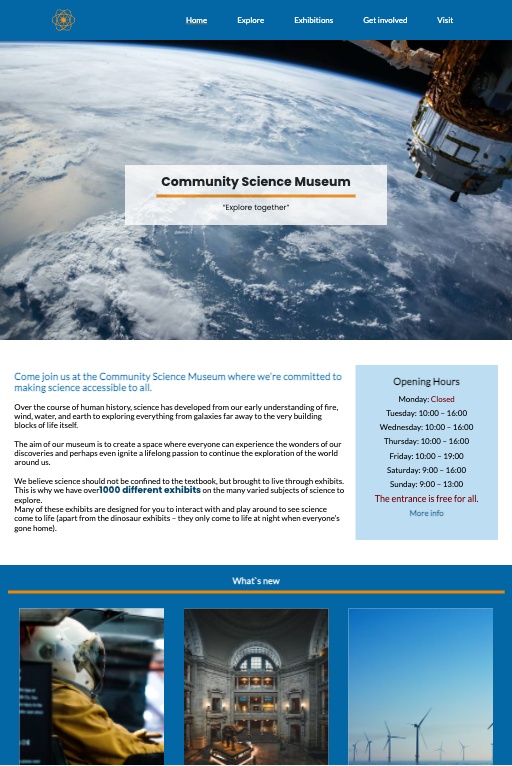 Home Explore Exhibitions Get involved Visit
Community Science Museum
"Explore together"
Come join us at the Community Science Museum where we're committed to
making science accessible to all.
Over the course of human history, science has developed from our early understanding of fire,
wind, water, and earth to exploring everything from galaxies far away to the very building
blocks of life itself.
The aim of our museum is to create a space where everyone can experience the wonders of our
discoveries and perhaps even ignite a lifelong passion to continue the exploration of the world
around us.
We believe science should not be confined to the textbook, but brought to live through exhibits.
This is why we have over1000 different exhibits on the many varied subjects of science to
explore.
Many of these exhibits are designed for you to interact with and play around to see science
come to life (apart from the dinosaur exhibits – they only come to life at night when everyone's
gone home).
Opening Hours
Monday: Closed
Tuesday: 10:00 – 16:00
Wednesday: 10:00 – 16:00
Thursday: 10:00 – 16:00
Friday: 10:00 – 19:00
Saturday: 9:00 – 16:00
Sunday: 9:00 – 13:00
The entrance is free for all.
More info
What`s new